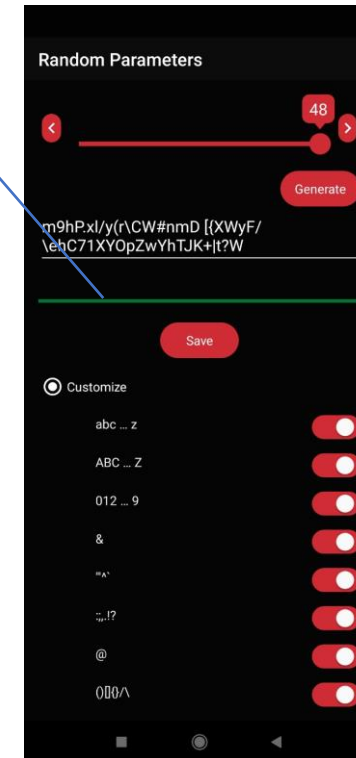 Random Parameters
48
Generate
m9hP.xl/y(r\CW#nmD [{XWyF/
\ehC71XYOpZwYhTJK+|t?W
Save
Customize
abc ... z
ABC ... Z
012 ... 9
&
:;,.!?
@
()[]{}/\